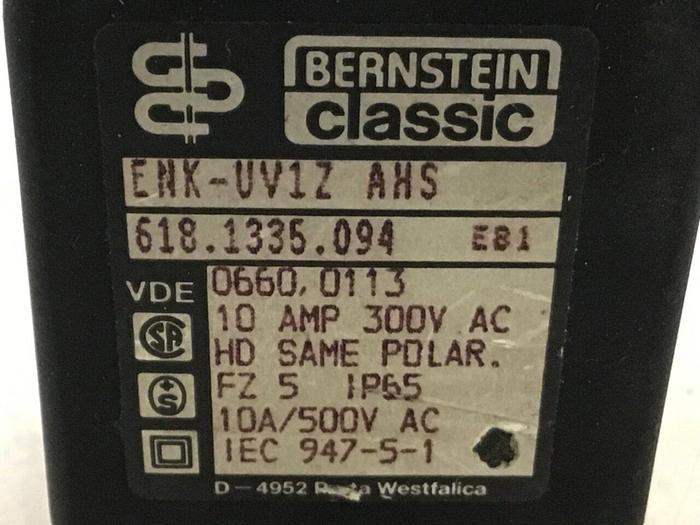 BERNSTEIN
classic
ENK-UV1Z AHS
618.1335.094 E81
VDE 0660,0113
10 AMP 300V AC
HD SAME POLAR.
FZ 5 IP65
10A/500V AC
IEC 947-5-1
D-4952 Westfalica